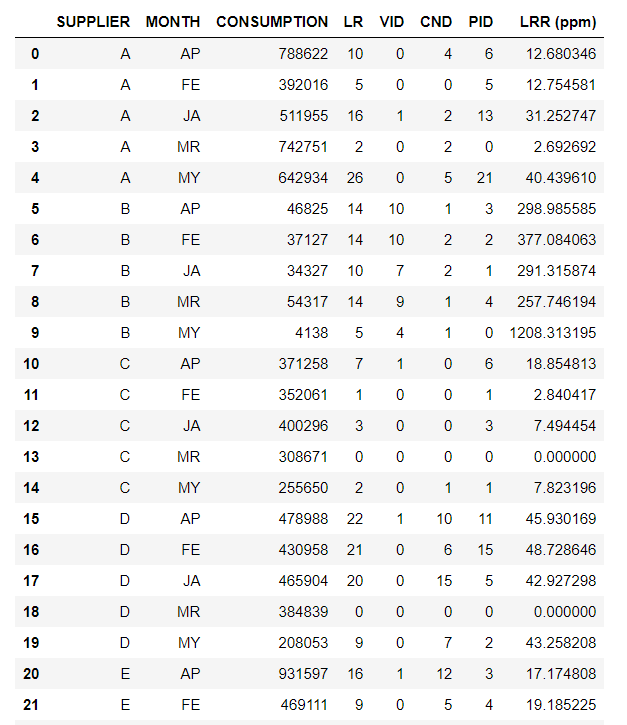 SUPPLIER MONTH CONSUMPTION LR VID CND PID LRR (ppm)
0 A AP 788622 10 0 4 6 12.680346
1 A FE 392016 5 0 0 5 12.754581
2 A JA 511955 16 1 2 13 31.252747
3 A MR 742751 2 0 2 0 2.692692
4 A MY 642934 26 0 5 21 40.439610
5 B AP 46825 14 10 1 3 298.985585
6 B FE 37127 14 10 2 2 377.084063
7 B JA 34327 10 7 2 1 291.315874
8 B MR 54317 14 9 1 4 257.746194
9 B MY 4138 5 4 1 0 1208.313195
10 C AP 371258 7 1 0 6 18.854813
11 C FE 352061 1 0 0 1 2.840417
12 C JA 400296 3 0 0 3 7.494454
13 C MR 308671 0 0 0 0 0.000000
14 C MY 255650 2 0 1 1 7.823196
15 D AP 478988 22 1 10 11 45.930169
16 D FE 430958 21 0 6 15 48.728646
17 D JA 465904 20 0 15 5 42.927298
18 D MR 384839 0 0 0 0 0.000000
19 D MY 208053 9 0 7 2 43.258208
20 E AP 931597 16 1 12 3 17.174808
21 E FE 469111 9 0 5 4 19.185225